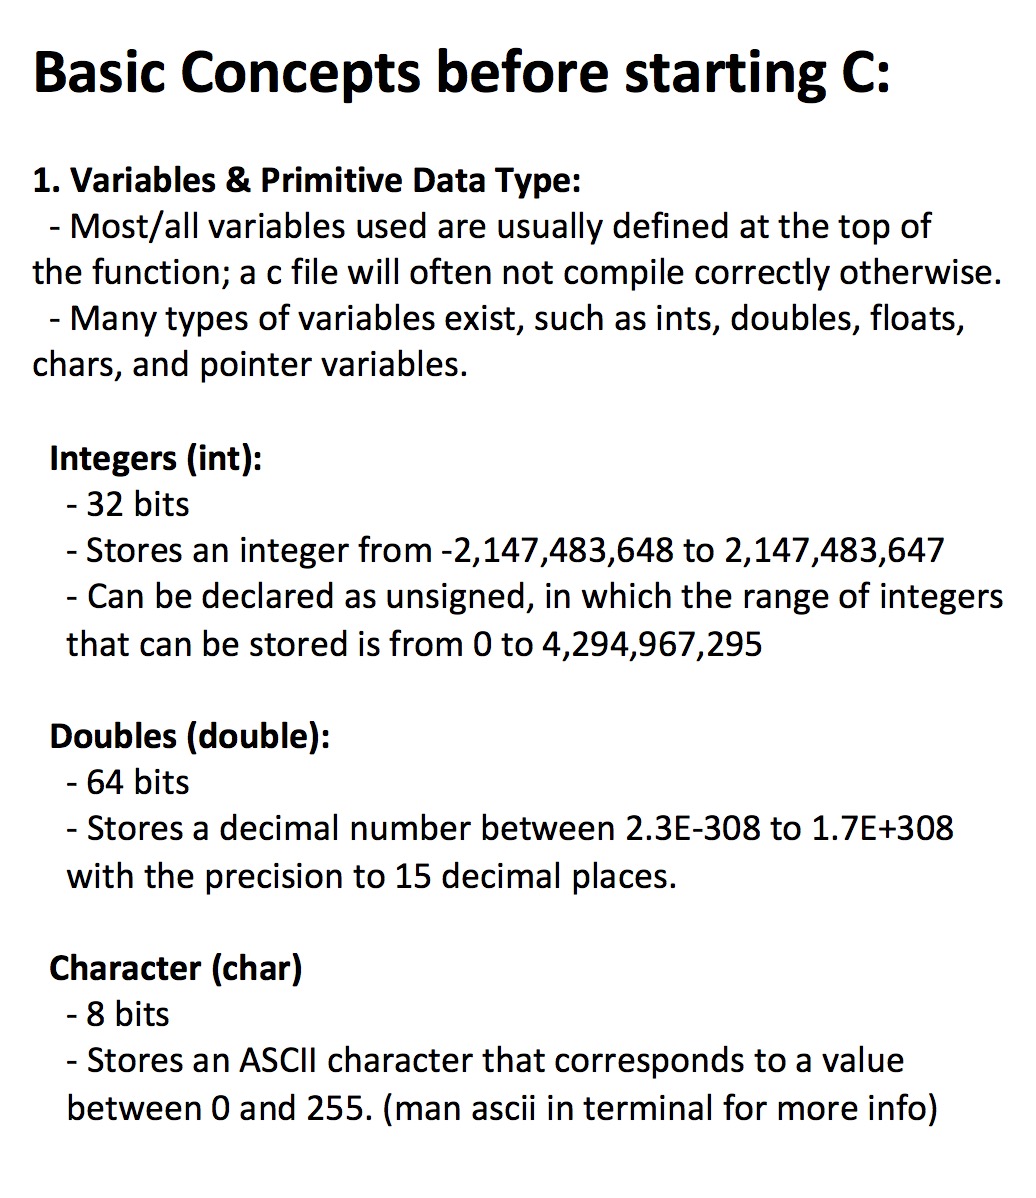 Basic Concepts before starting C:
1. Variables & Primitive Data Type:
- Most/all variables used are usually defined at the top of
the function; a c file will often not compile correctly otherwise.
- Many types of variables exist, such as ints, doubles, floats,
chars, and pointer variables.
Integers (int):
- 32 bits
- Stores an integer from -2,147,483,648 to 2,147,483,647
- Can be declared as unsigned, in which the range of integers
that can be stored is from 0 to 4,294,967,295
Doubles (double):
- 64 bits
- Stores a decimal number between 2.3E-308 to 1.7E+308
with the precision to 15 decimal places.
Character (char)
- 8 bits
- Stores an ASCII character that corresponds to a value
between 0 and 255. (man ascii in terminal for more info)